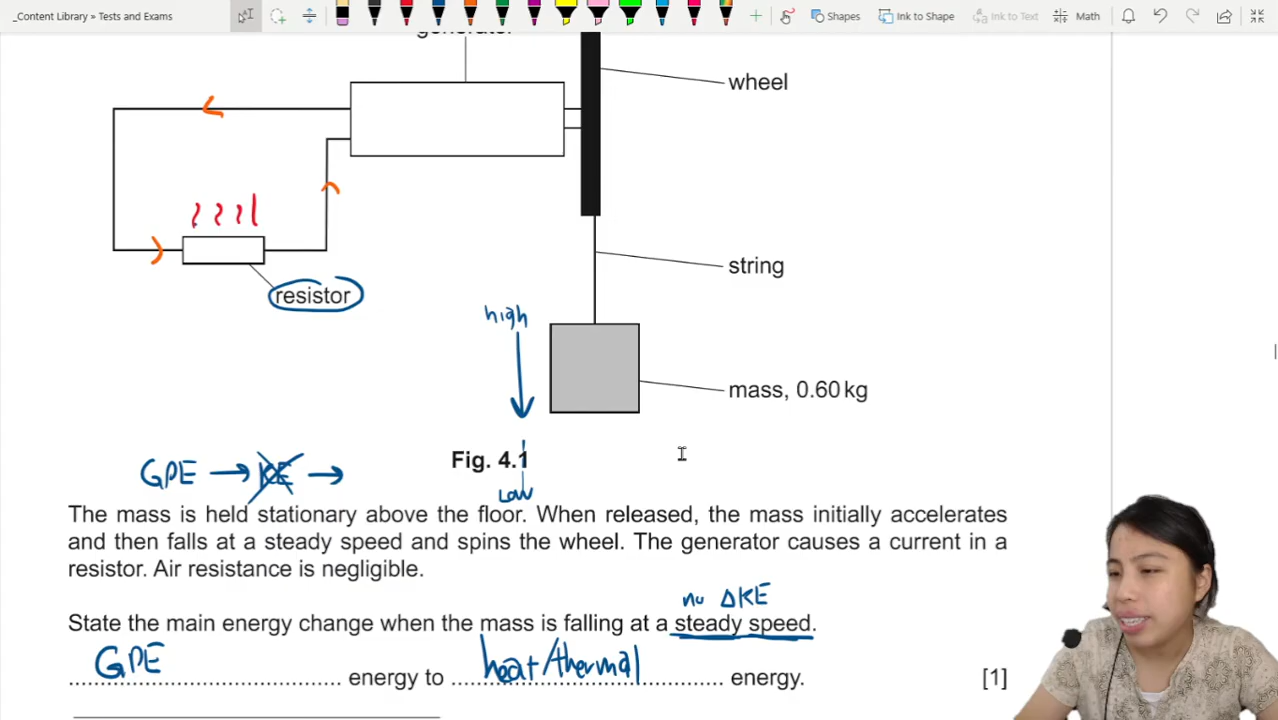 _Content Library » Tests and Exams
Shapes
Ink to Shape
Ink to Text
Math
generator
wheel
resistor
string
high
mass, 0.60 kg
GPE → KE →
Fig. 4.1
Low
The mass is held stationary above the floor. When released, the mass initially accelerates
and then falls at a steady speed and spins the wheel. The generator causes a current in a
resistor. Air resistance is negligible.
no ΔKE
State the main energy change when the mass is falling at a steady speed.
GPE energy to heat/thermal energy. [1]